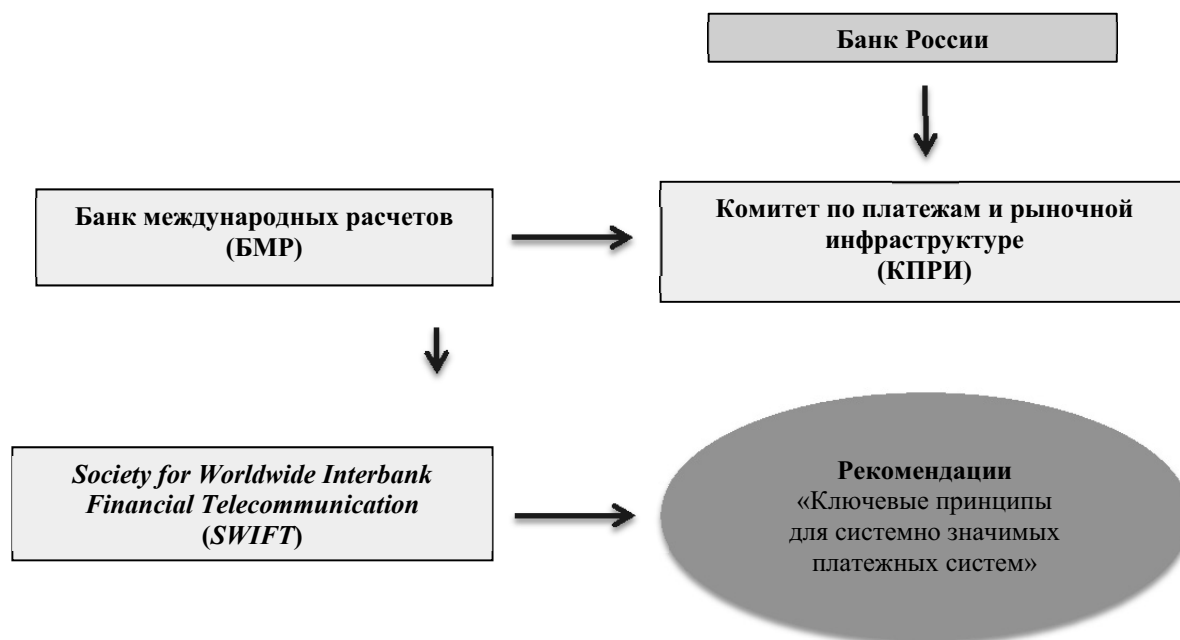 Банк России
Банк международных расчетов
(БМР)
Комитет по платежам и рыночной
инфраструктуре
(КПРИ)
Society for Worldwide Interbank
Financial Telecommunication
(SWIFT)
Рекомендации
«Ключевые принципы
для системно значимых
платежных систем»